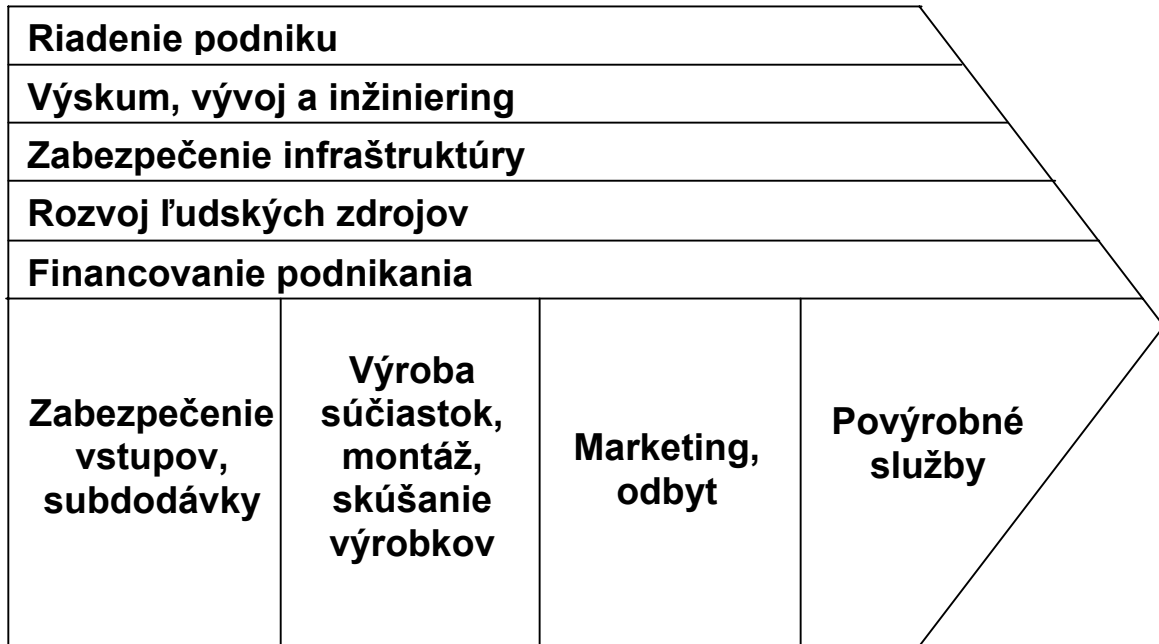 Riadenie podniku
Výskum, vývoj a inžiniering
Zabezpečenie infraštruktúry
Rozvoj ľudských zdrojov
Financovanie podnikania
Zabezpečenie
vstupov,
subdodávky
Výroba
súčiastok,
montáž,
skúšanie
výrobkov
Marketing,
odbyt
Povýrobné
služby